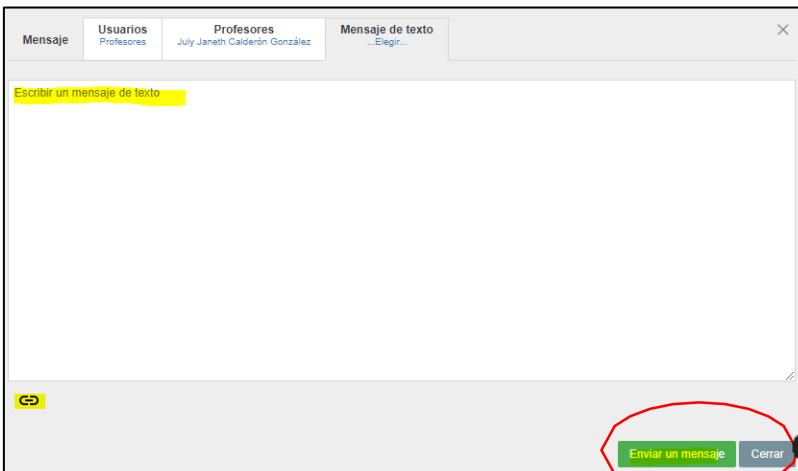 Mensaje
Usuarios
Profesores
Profesores
July Janeth Calderón González
Mensaje de texto
...Elegir...
Escribir un mensaje de texto
Enviar un mensaje
Cerrar